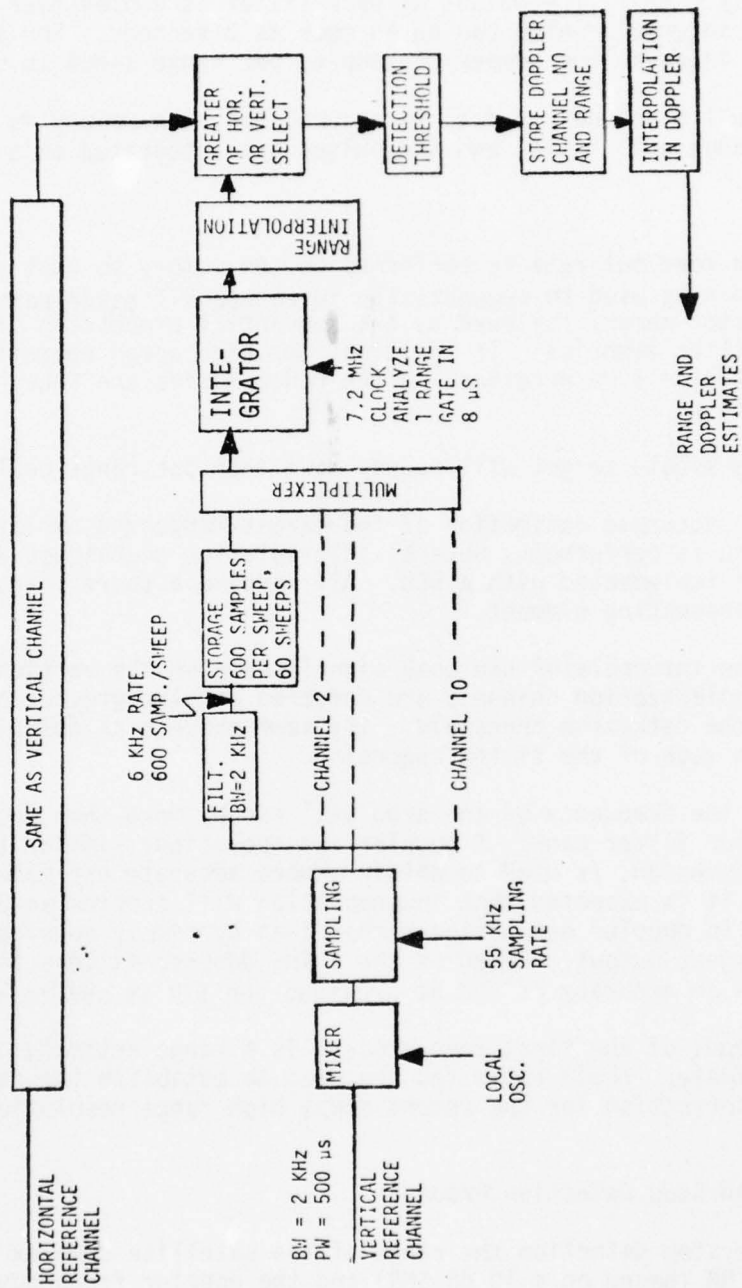 HORIZONTAL
REFERENCE
CHANNEL
SAME AS VERTICAL CHANNEL
BW = 2 KHz
PW = 500 µs
VERTICAL
REFERENCE
CHANNEL
MIXER
LOCAL
OSC.
SAMPLING
55 KHz
SAMPLING
RATE
FILT.
BW=2 KHz
6 KHz RATE
600 SAMP./SWEEP
STORAGE
600 SAMPLES
PER SWEEP,
60 SWEEPS
CHANNEL 2
CHANNEL 10
MULTIPLEXER
INTE-
GRATOR
7.2 MHz
CLOCK
ANALYZE
1 RANGE
GATE IN
8 µS
RANGE
INTERPOLATION
GREATER
OF HOR.
OR VERT.
SELECT
DETECTION
THRESHOLD
STORE DOPPLER
CHANNEL NO
AND RANGE
INTERPOLATION
IN DOPPLER
RANGE AND
DOPPLER
ESTIMATES